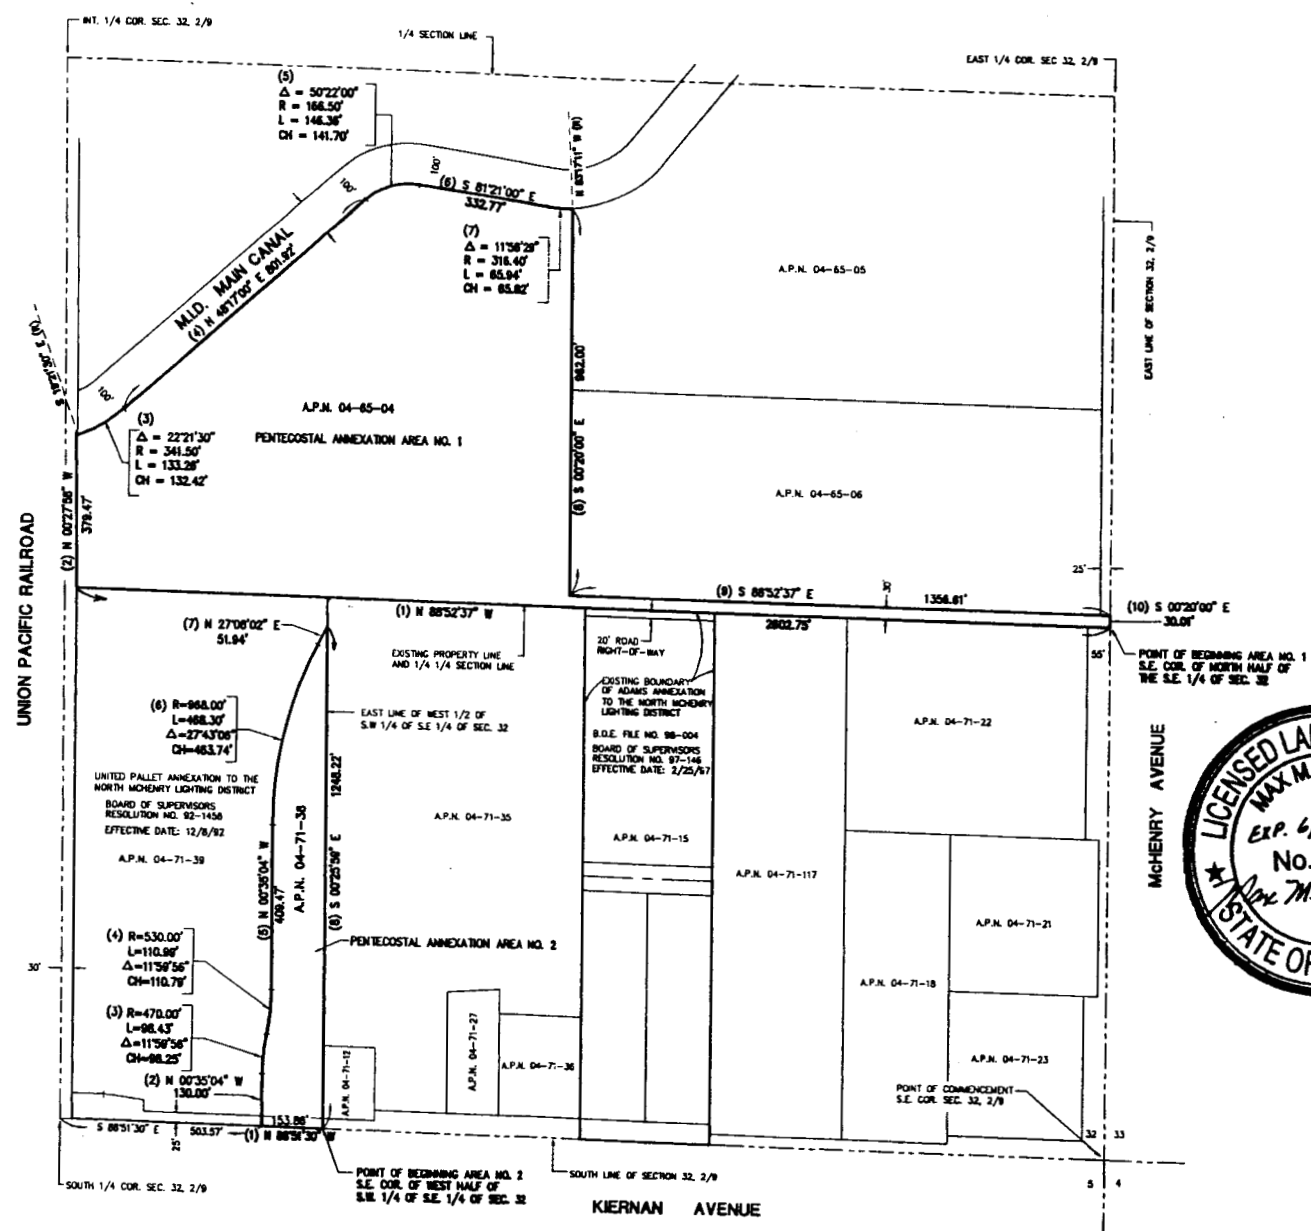 INT. 1/4 COR. SEC. 32, 2/9
1/4 SECTION LINE
EAST 1/4 COR. SEC 32, 2/9
(5)
Δ = 50°22'00"
R = 166.50'
L = 146.36'
CH = 141.70'
100'
100'
100'
(6) S 81°21'00" E
332.77'
N 83°17'11" W (R)
(7)
Δ = 11°56'29"
R = 316.40'
L = 65.94'
CH = 65.82'
M.I.D. MAIN CANAL
(4) N 48°17'00" E 801.92'
A.P.N. 04-65-05
EAST LINE OF SECTION 32, 2/9
A.P.N. 04-65-04
PENTECOSTAL ANNEXATION AREA NO. 1
(3)
Δ = 22°21'30"
R = 341.50'
L = 133.26'
CH = 132.42'
(8) S 00°20'00" E
982.00'
A.P.N. 04-65-06
(2) N 00°27'56" W
379.47'
UNION PACIFIC RAILROAD
25'
(1) N 88°52'37" W
(9) S 88°52'37" E
30'
1356.61'
2602.75'
(10) S 00°20'00" E
30.01'
55'
POINT OF BEGINNING AREA NO. 1
S.E. COR. OF NORTH HALF OF
THE S.E. 1/4 OF SEC. 32
(7) N 27°08'02" E
51.94'
EXISTING PROPERTY LINE
AND 1/4 1/4 SECTION LINE
20' ROAD
RIGHT-OF-WAY
EXISTING BOUNDARY
OF ADAMS ANNEXATION
TO THE NORTH MCHENRY
LIGHTING DISTRICT
B.O.E. FILE NO. 98-004
BOARD OF SUPERVISORS
RESOLUTION NO. 97-146
EFFECTIVE DATE: 2/25/97
(6) R=968.00'
L=468.30'
Δ=27°43'06"
CH=463.74'
EAST LINE OF WEST 1/2 OF
S.W 1/4 OF S.E 1/4 OF SEC. 32
A.P.N. 04-71-22
UNITED PALLET ANNEXATION TO THE
NORTH MCHENRY LIGHTING DISTRICT
BOARD OF SUPERVISORS
RESOLUTION NO. 92-1456
EFFECTIVE DATE: 12/8/92
A.P.N. 04-71-39
1248.22'
(8) S 00°25'59" E
A.P.N. 04-71-38
(5) N 00°35'04" W
409.47'
A.P.N. 04-71-35
A.P.N. 04-71-15
A.P.N. 04-71-117
McHENRY AVENUE
LICENSED LA
MAX M
EXP. 6/
No.
STATE OF
A.P.N. 04-71-21
(4) R=530.00'
L=110.99'
Δ=11°59'56"
CH=110.79'
30'
PENTECOSTAL ANNEXATION AREA NO. 2
A.P.N. 04-71-18
(3) R=470.00'
L=98.43'
Δ=11°59'56"
CH=98.25'
(2) N 00°35'04" W
130.00'
A.P.N. 04-71-12
A.P.N. 04-71-27
A.P.N. 04-71-36
A.P.N. 04-71-23
POINT OF COMMENCEMENT
S.E. COR. SEC. 32, 2/9
32 33
5 4
S 88°51'30" E 503.57'
25'
153.86'
(1) N 88°51'30" W
SOUTH 1/4 COR. SEC. 32, 2/9
POINT OF BEGINNING AREA NO. 2
S.E. COR. OF WEST HALF OF
S.W. 1/4 OF S.E. 1/4 OF SEC. 32
SOUTH LINE OF SECTION 32, 2/9
KIERNAN AVENUE